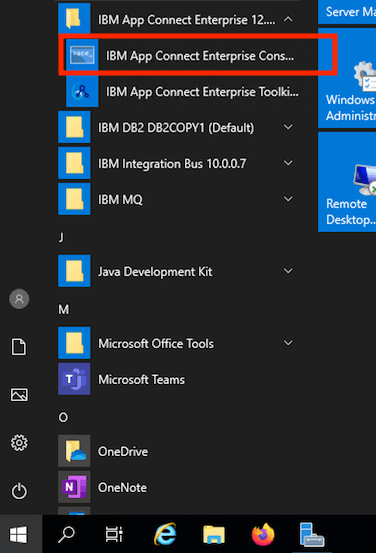 IBM App Connect Enterprise 12....
Server Ma
IBM App Connect Enterprise Cons...
IBM App Connect Enterprise Toolki...
Windows
Administr
IBM DB2 DB2COPY1 (Default)
IBM Integration Bus 10.0.0.7
IBM MQ
Remote
Desktop...
J
Java Development Kit
M
Microsoft Office Tools
Microsoft Teams
O
OneDrive
OneNote